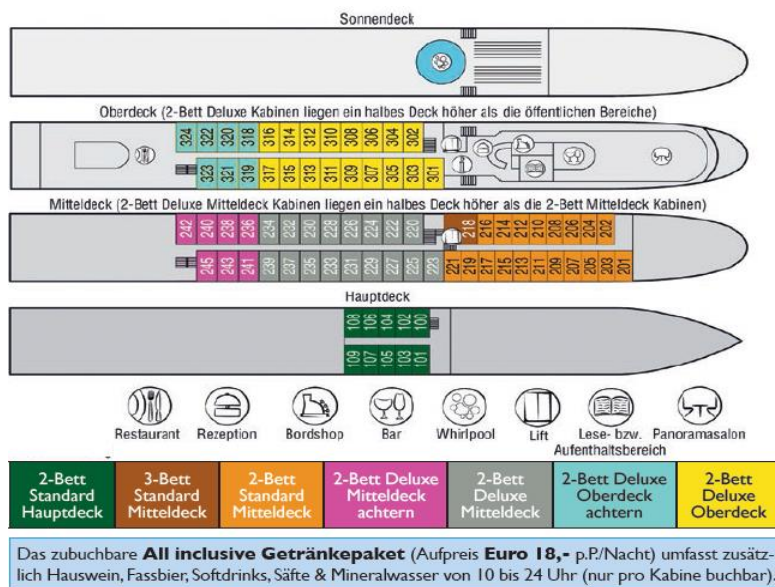 Sonnendeck
Oberdeck (2-Bett Deluxe Kabinen liegen ein halbes Deck höher als die öffentlichen Bereiche)
324 322 320 318 316 314 312 310 308 306 304 302
323 321 319 317 315 313 311 309 307 305 303 301
Mitteldeck (2-Bett Deluxe Mitteldeck Kabinen liegen ein halbes Deck höher als die 2-Bett Mitteldeck Kabinen)
242 240 238 236 234 232 230 228 226 224 222 220 218 216 214 212 210 208 206 204 202
245 243 241 239 237 235 233 231 229 227 225 223 221 219 217 215 213 211 209 207 205 203 201
Hauptdeck
108 106 104 102 100
109 107 105 103 101
Restaurant Rezeption Bordshop Bar Whirlpool Lift Lese- bzw. Panoramasalon
Aufenthaltsbereich
2-Bett 3-Bett 2-Bett 2-Bett Deluxe 2-Bett 2-Bett Deluxe 2-Bett
Standard Standard Standard Mitteldeck Deluxe Oberdeck Deluxe
Hauptdeck Mitteldeck Mitteldeck achtern Mitteldeck achtern Oberdeck
Das zubuchbare All inclusive Getränkepaket (Aufpreis Euro 18,- p.P./Nacht) umfasst zusätz-
lich Hauswein, Fassbier, Softdrinks, Säfte & Mineralwasser von 10 bis 24 Uhr (nur pro Kabine buchbar).